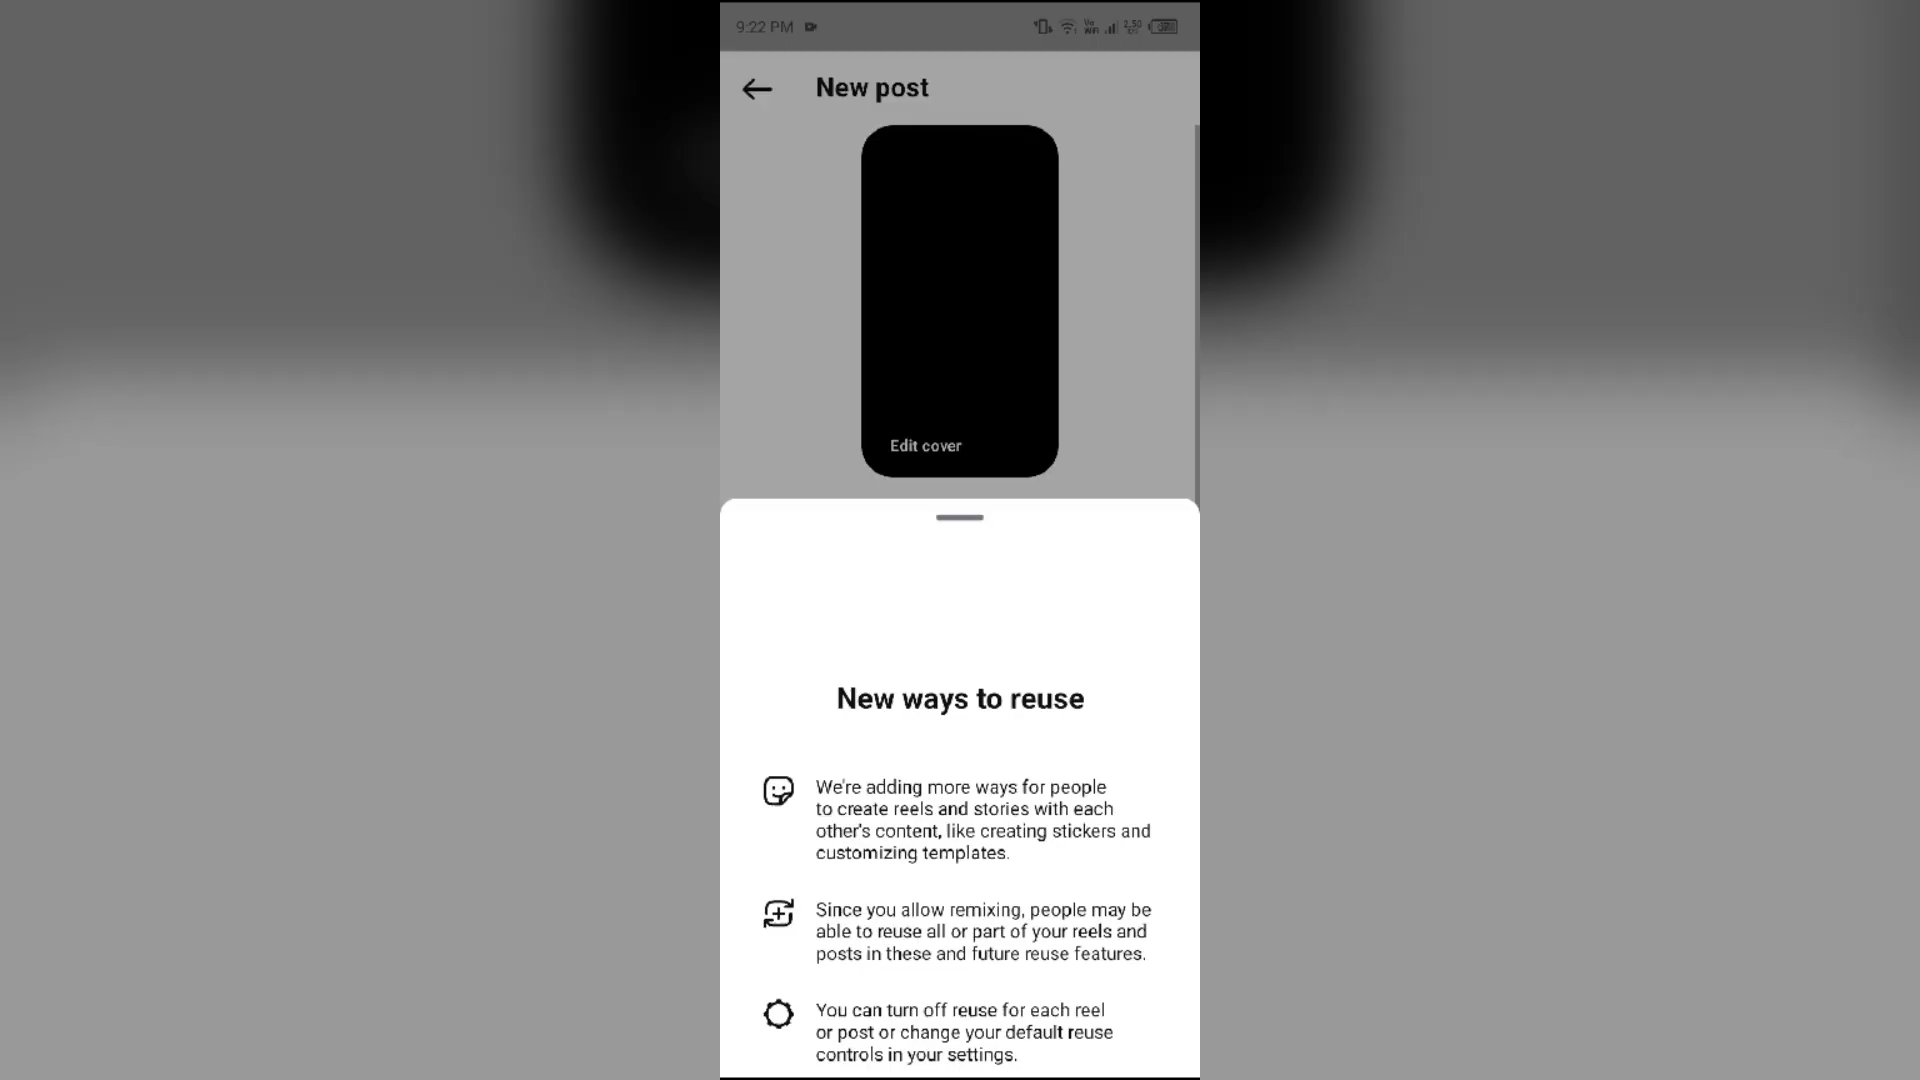 9:22 PM
Vo
WiFi
2.50
New post
Edit cover
New ways to reuse
We're adding more ways for people
to create reels and stories with each
other's content, like creating stickers and
customizing templates.
Since you allow remixing, people may be
able to reuse all or part of your reels and
posts in these and future reuse features.
You can turn off reuse for each reel
or post or change your default reuse
controls in your settings.